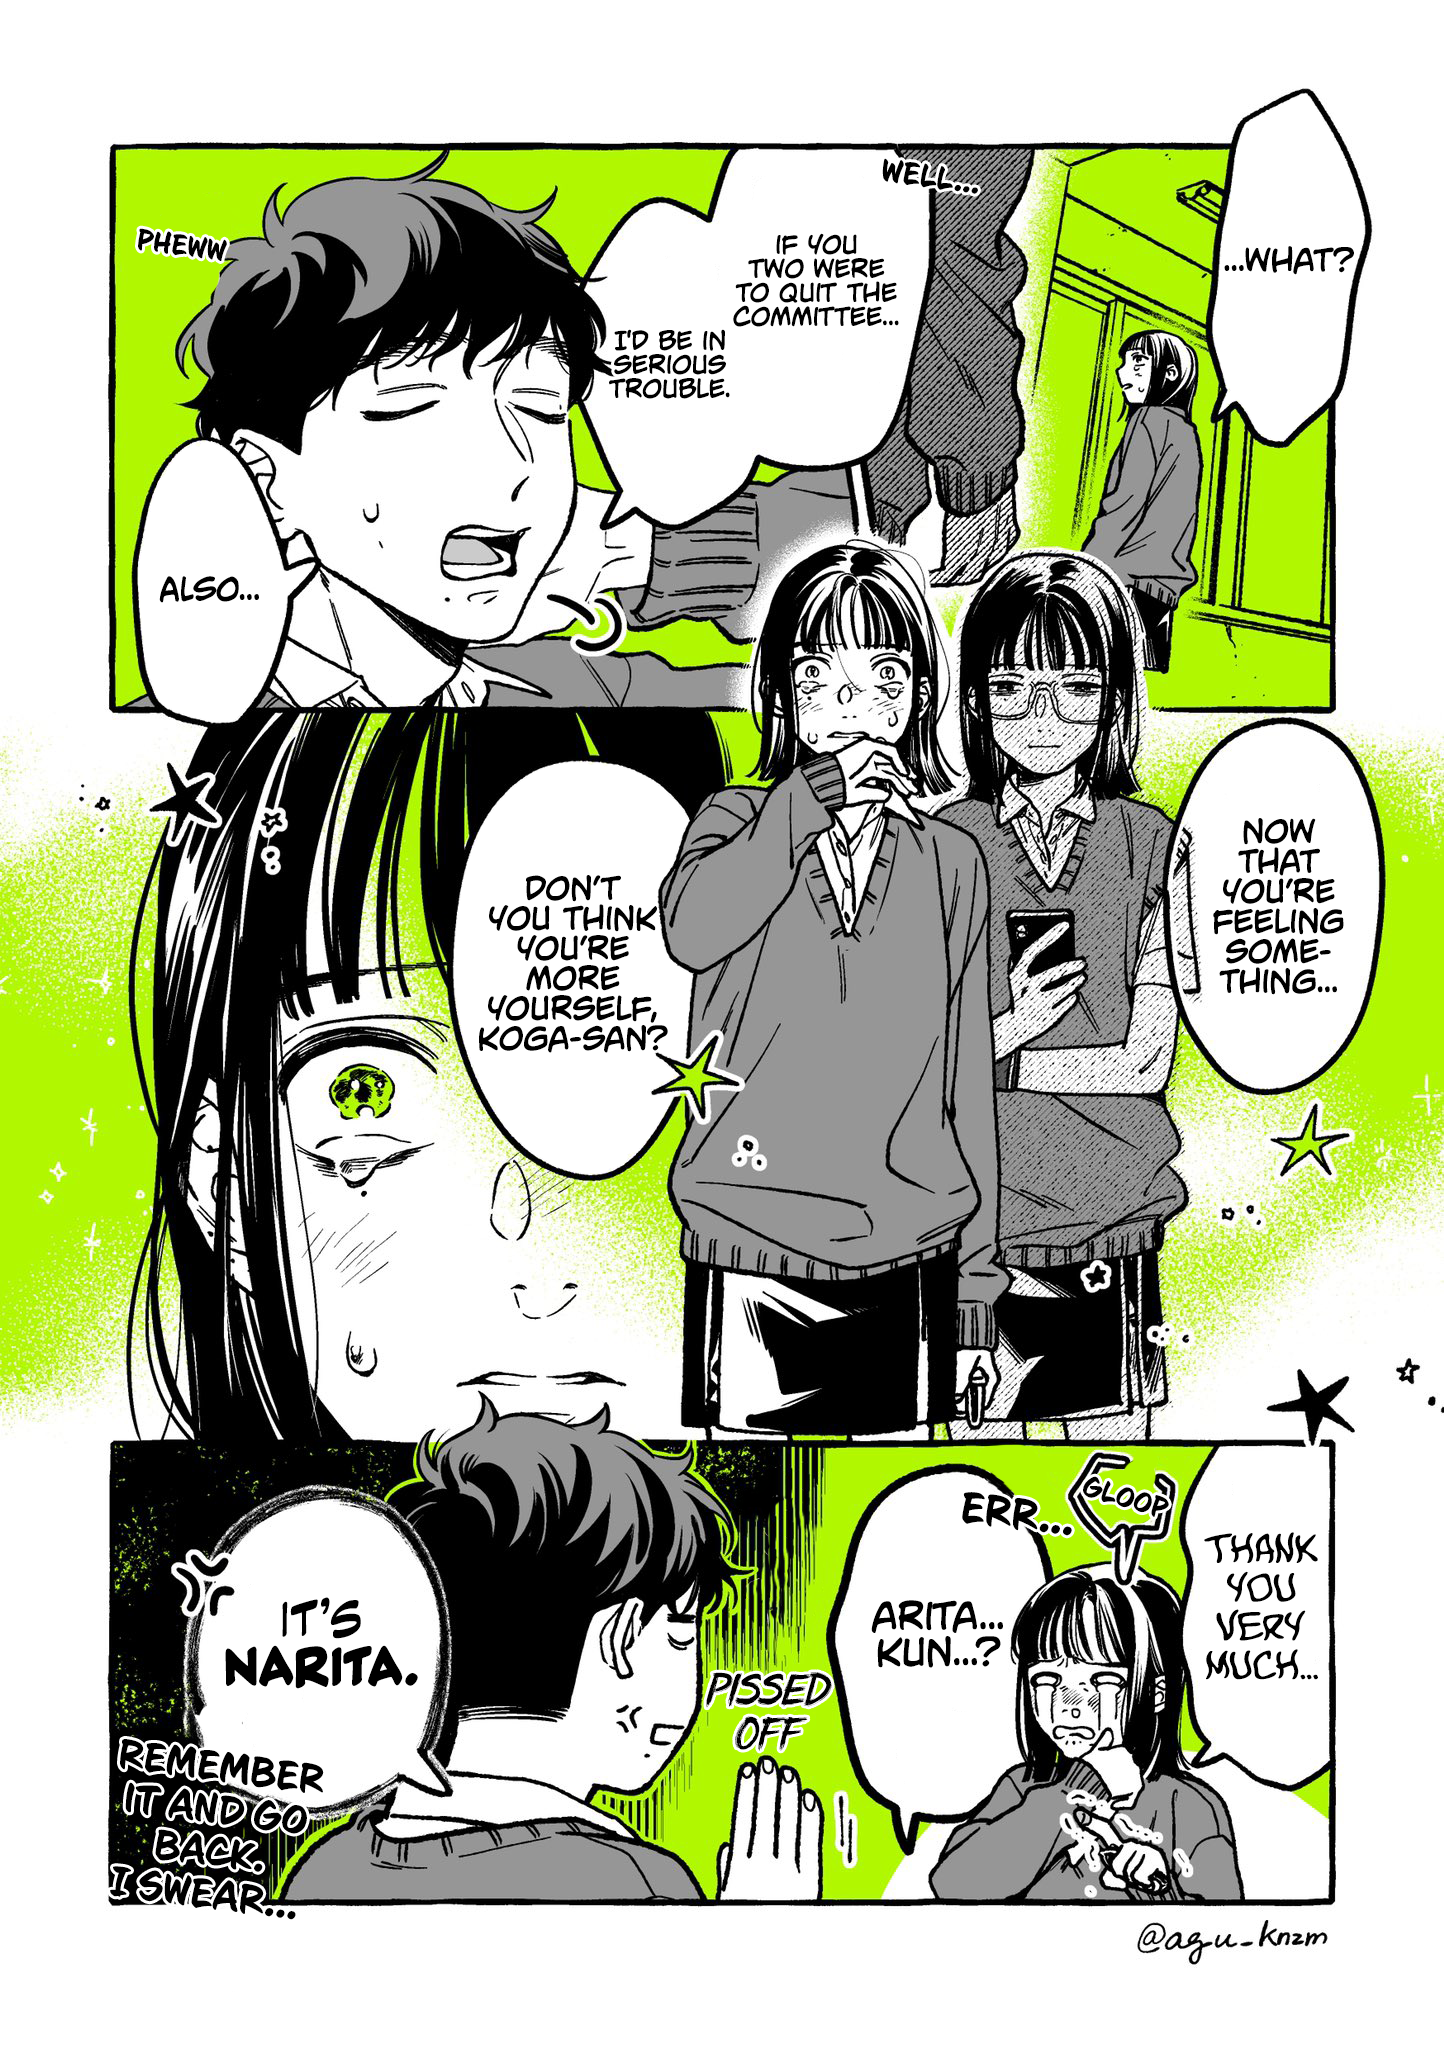 ...WHAT?
WELL...
IF YOU
TWO WERE
TO QUIT THE
COMMITTEE...
I'D BE IN
SERIOUS
TROUBLE.
PHEWW
ALSO...
NOW
THAT
YOU'RE
FEELING
SOME-
THING...
DON'T
YOU THINK
YOU'RE
MORE
YOURSELF,
KOGA-SAN?
THANK
YOU
VERY
MUCH...
GLOOP
ERR...
ARITA...
KUN...?
PISSED
OFF
IT'S
NARITA.
REMEMBER
IT AND GO
BACK.
I SWEAR...
@agu_knzm